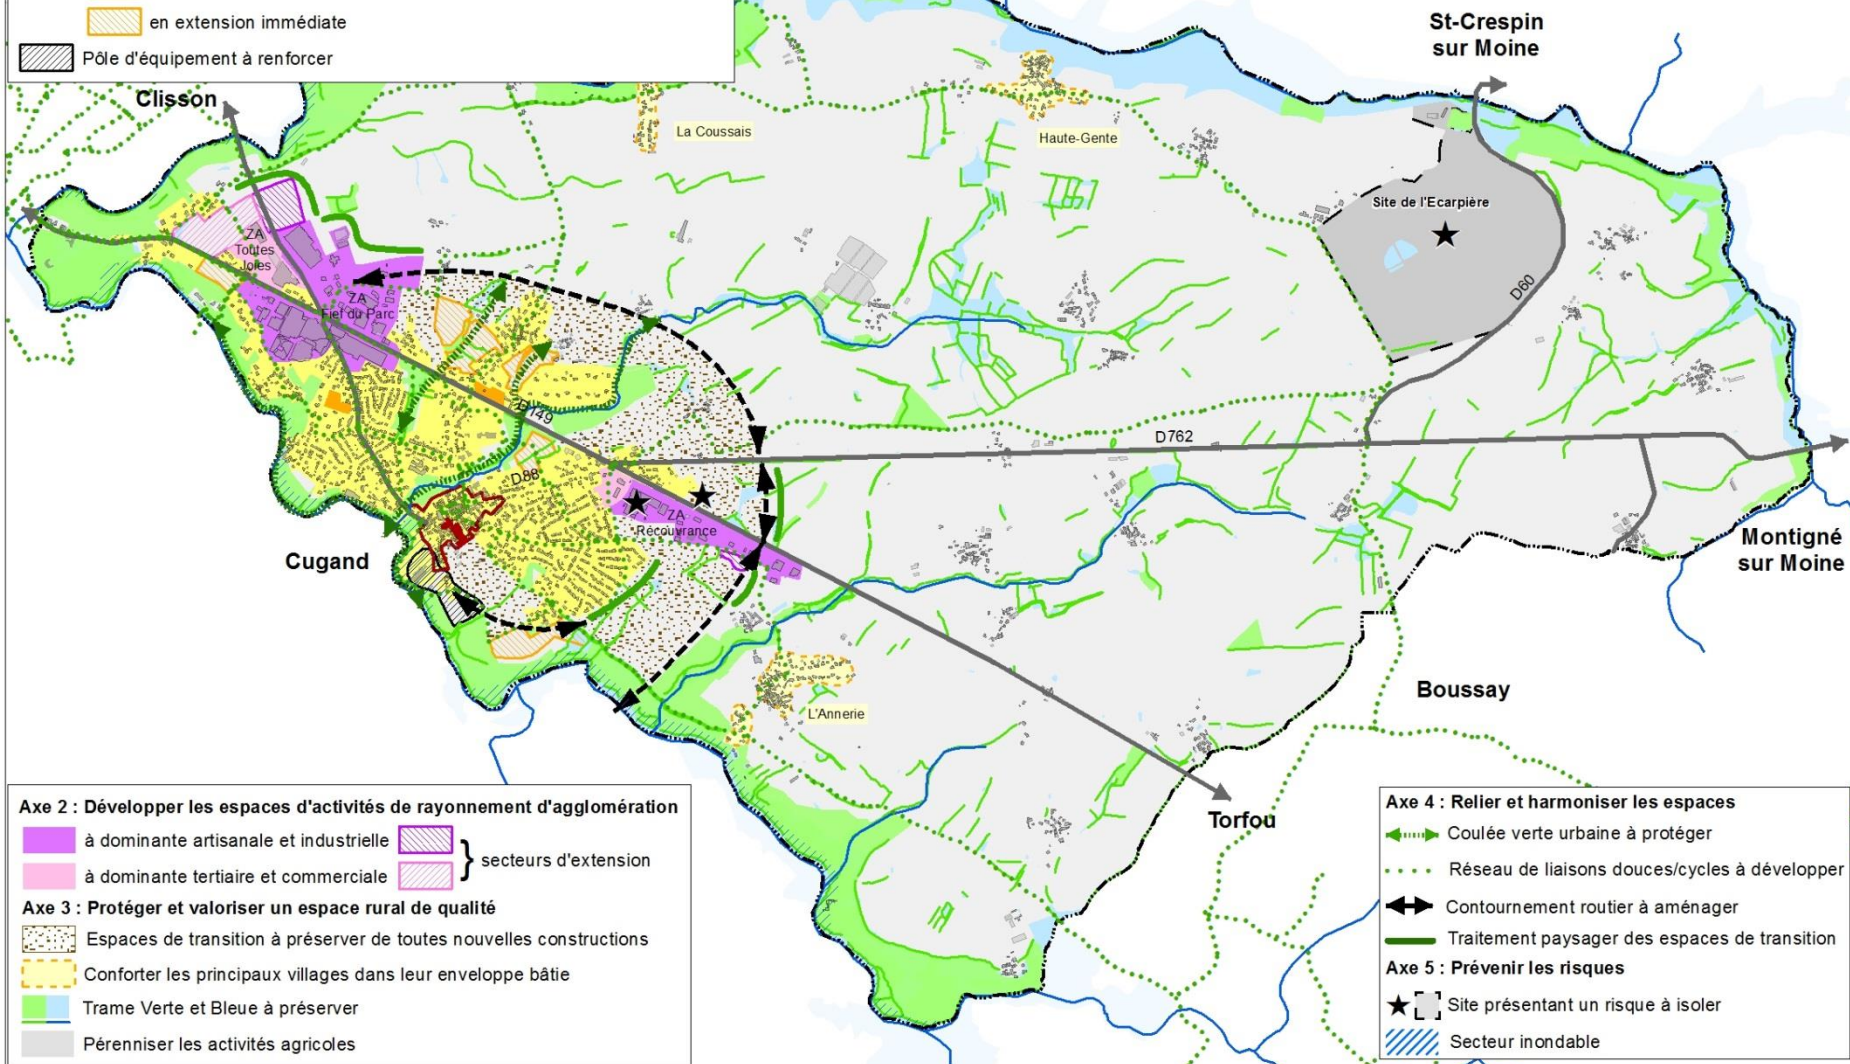 en extension immédiate
Pôle d'équipement à renforcer
St-Crespin
sur Moine
Clisson
La Coussais
Haute-Gente
Site de l'Ecarpière
ZA
Toutes
Joies
ZA
Fief du Parc
D60
D149
D762
D88
ZA
Récouvrance
Cugand
Montigné
sur Moine
L'Annerie
Boussay
Torfou
Axe 2 : Développer les espaces d'activités de rayonnement d'agglomération
à dominante artisanale et industrielle
à dominante tertiaire et commerciale
} secteurs d'extension
Axe 3 : Protéger et valoriser un espace rural de qualité
Espaces de transition à préserver de toutes nouvelles constructions
Conforter les principaux villages dans leur enveloppe bâtie
Trame Verte et Bleue à préserver
Pérenniser les activités agricoles
Axe 4 : Relier et harmoniser les espaces
Coulée verte urbaine à protéger
Réseau de liaisons douces/cycles à développer
Contournement routier à aménager
Traitement paysager des espaces de transition
Axe 5 : Prévenir les risques
Site présentant un risque à isoler
Secteur inondable